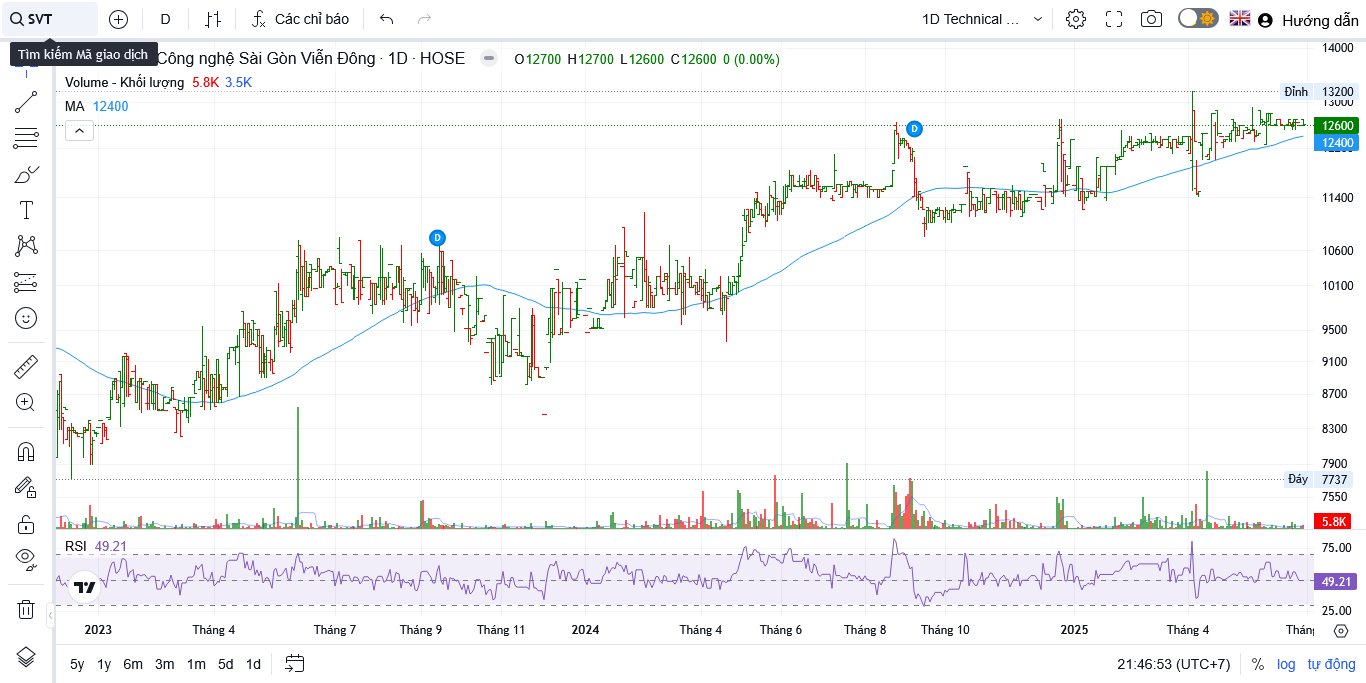 SVT D Các chỉ báo 1D Technical ... Hướng dẫn
Tìm kiếm Mã giao dịch
Công nghệ Sài Gòn Viễn Đông · 1D · HOSE O12700 H12700 L12600 C12600 0 (0.00%)
Volume - Khối lượng 5.8K 3.5K
MA 12400
14000
Đỉnh 13200
13000
12600
12400
11400
10600
10100
9500
9100
8700
8300
7900
Đáy 7737
7550
5.8K
D
D
RSI 49.21
75.00
49.21
25.00
2023 Tháng 4 Tháng 7 Tháng 9 Tháng 11 2024 Tháng 4 Tháng 6 Tháng 8 Tháng 10 2025 Tháng 4
5y 1y 6m 3m 1m 5d 1d 21:46:53 (UTC+7) % log tự động